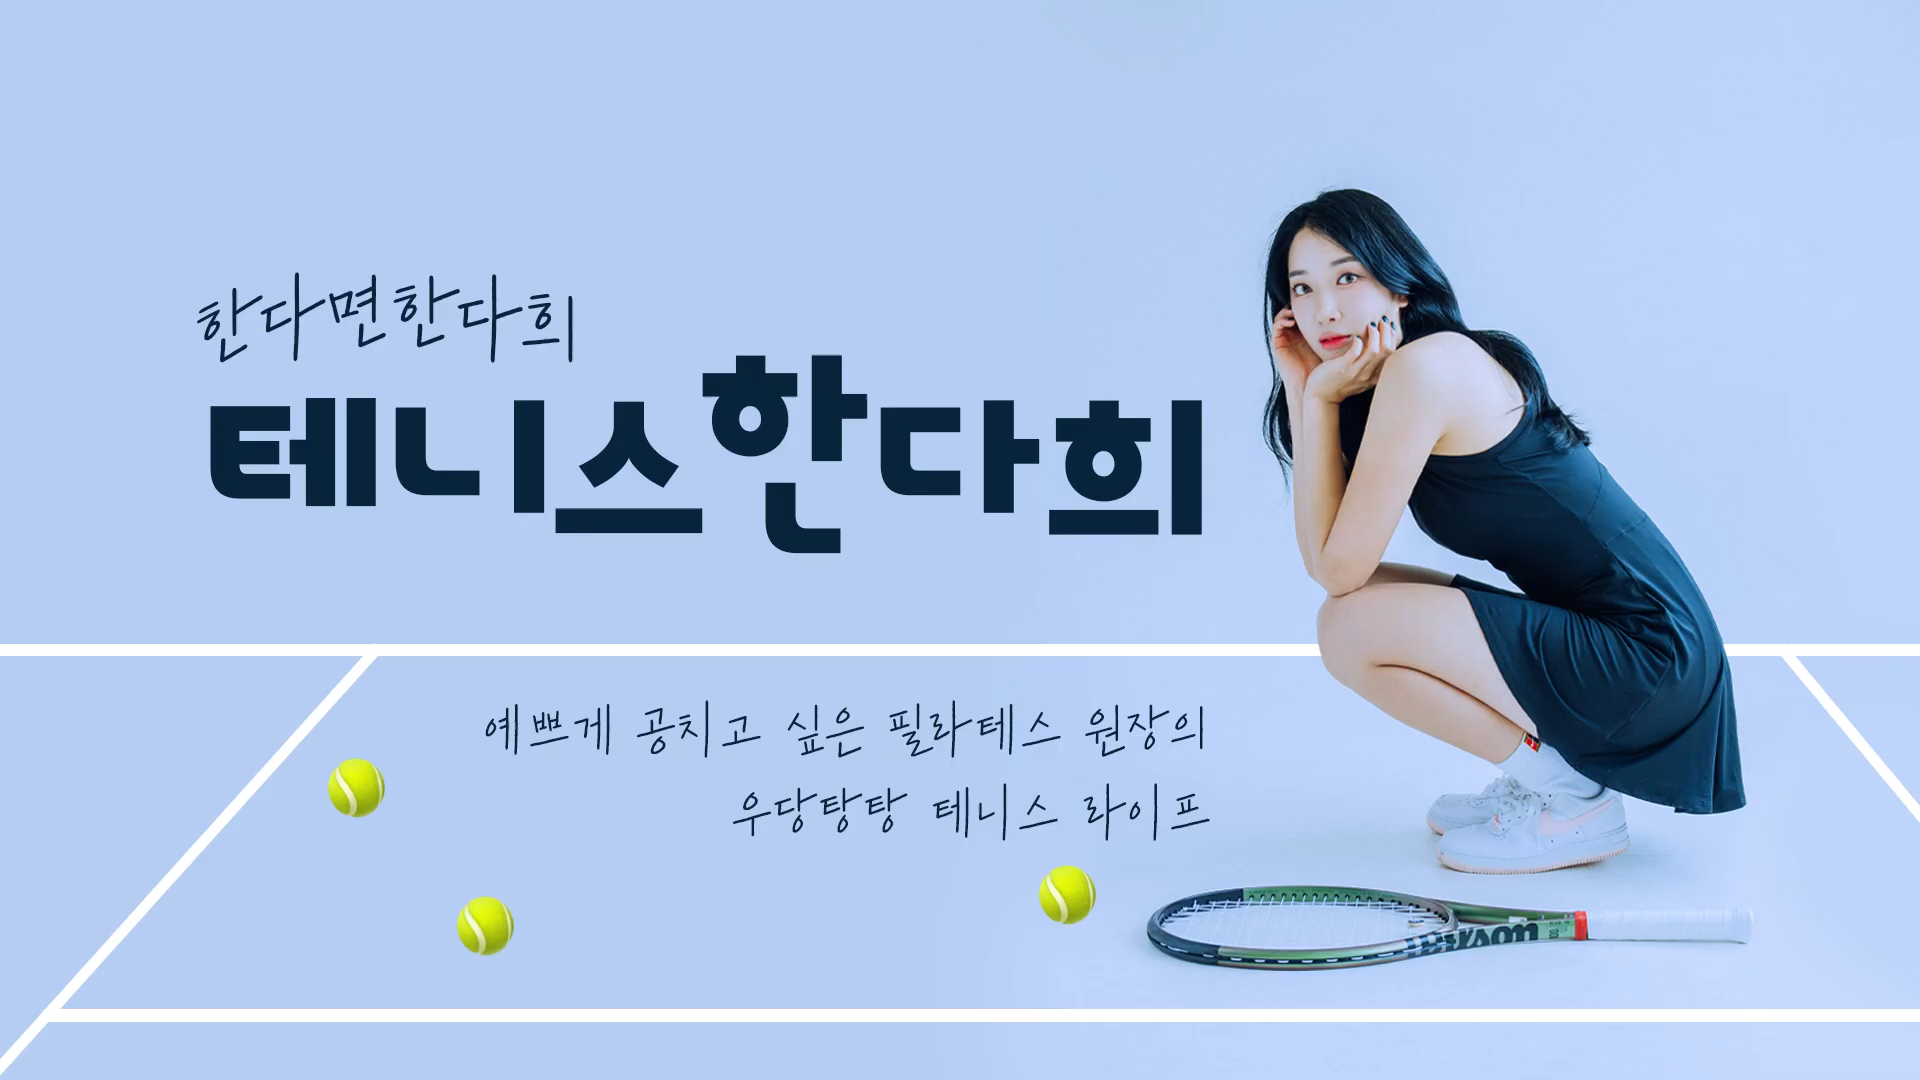 한다면한다희
테니스한다희
예쁘게 공치고 싶은 필라테스 원장의
우당탕탕 테니스 라이프
Wilson